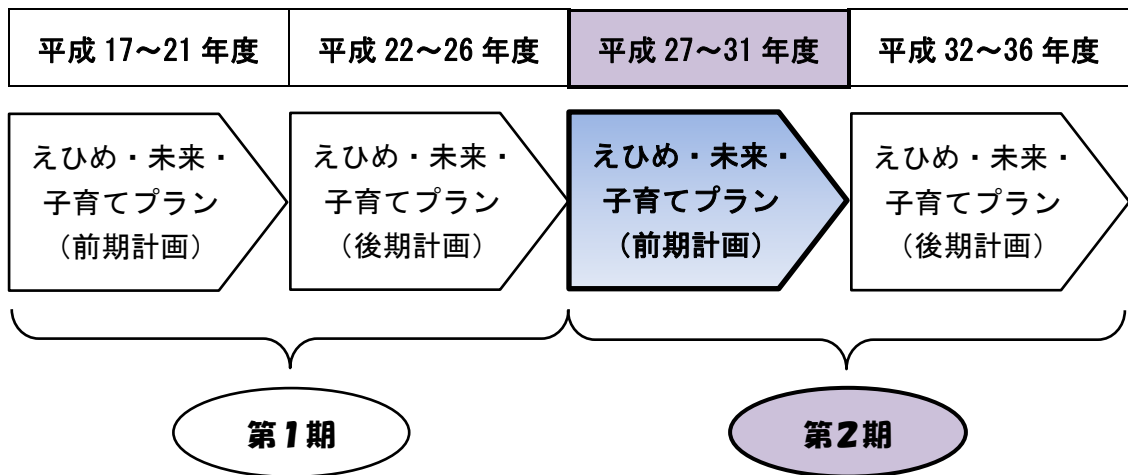 平成 17～21 年度
平成 22～26 年度
平成 27～31 年度
平成 32～36 年度
えひめ・未来・
子育てプラン
（前期計画）
えひめ・未来・
子育てプラン
（後期計画）
えひめ・未来・
子育てプラン
（前期計画）
えひめ・未来・
子育てプラン
（後期計画）
第1期
第2期